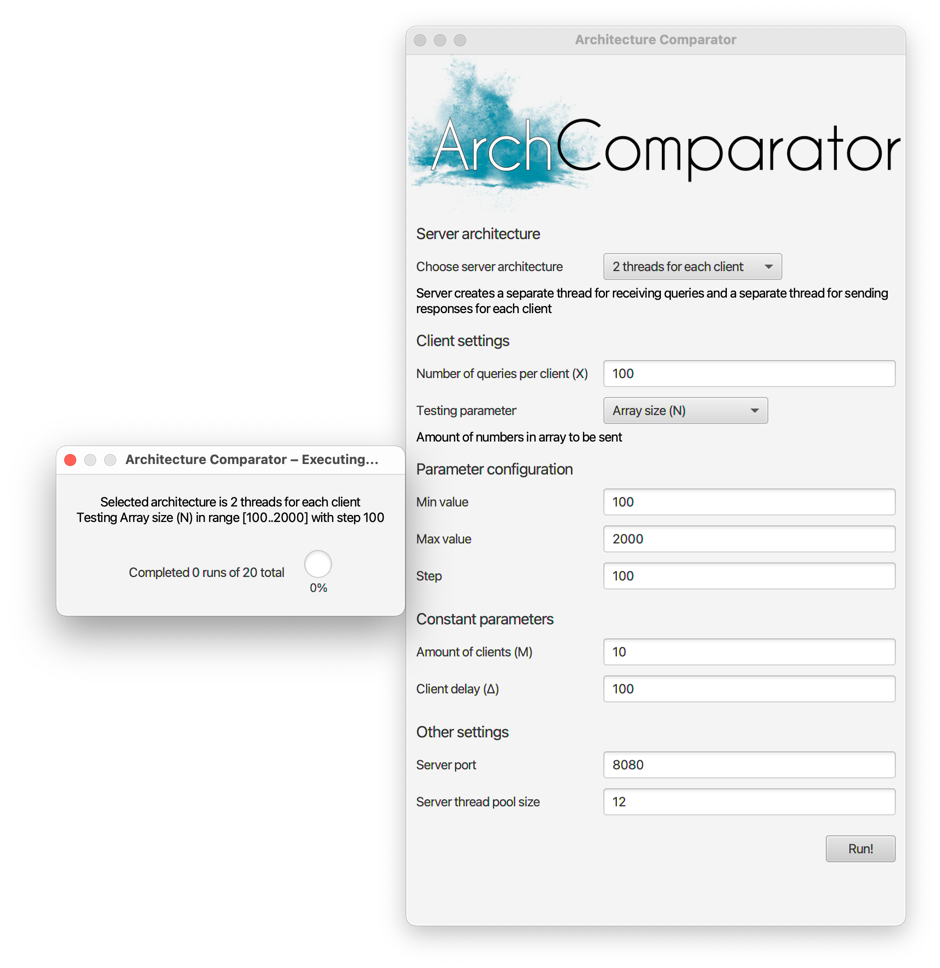 Architecture Comparator
ArchComparator
Server architecture
Choose server architecture
2 threads for each client
Server creates a separate thread for receiving queries and a separate thread for sending
responses for each client
Client settings
Number of queries per client (X)
100
Testing parameter
Array size (N)
Amount of numbers in array to be sent
Parameter configuration
Min value
100
Max value
2000
Step
100
Constant parameters
Amount of clients (M)
10
Client delay (Δ)
100
Other settings
Server port
8080
Server thread pool size
12
Run!
Architecture Comparator – Executing...
Selected architecture is 2 threads for each client
Testing Array size (N) in range [100..2000] with step 100
Completed 0 runs of 20 total
0%